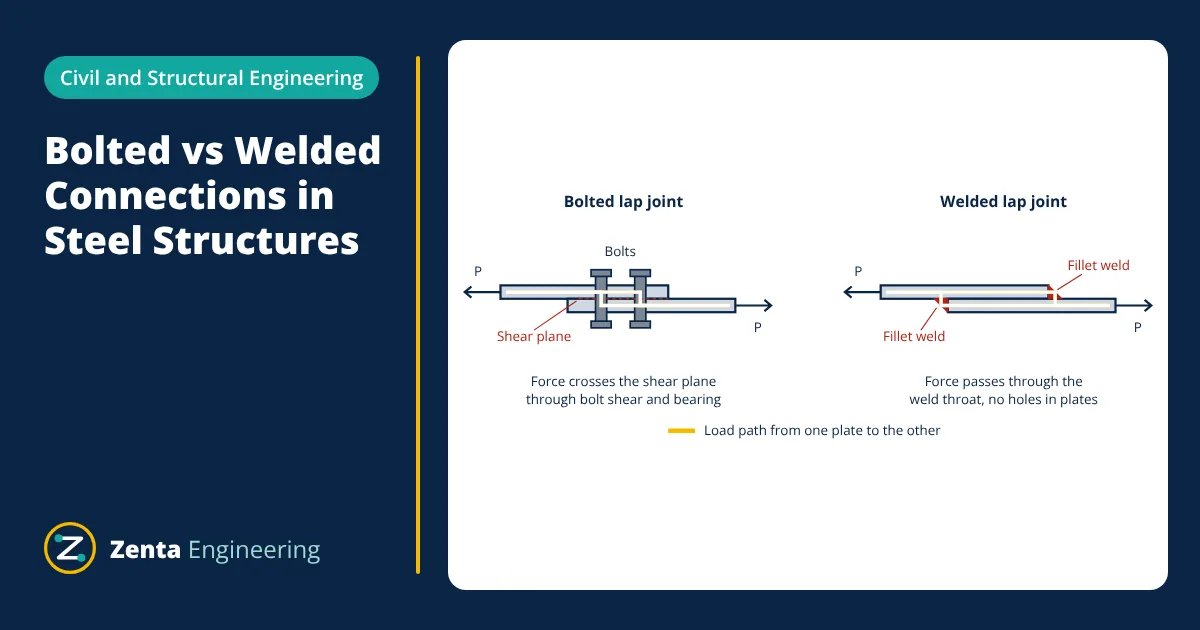 Civil and Structural Engineering
Bolted vs Welded
Connections in
Steel Structures
Zenta Engineering
Bolted lap joint
Bolts
P
P
Shear plane
Force crosses the shear plane
through bolt shear and bearing
Welded lap joint
Fillet weld
P
P
Fillet weld
Force passes through the
weld throat, no holes in plates
Load path from one plate to the other